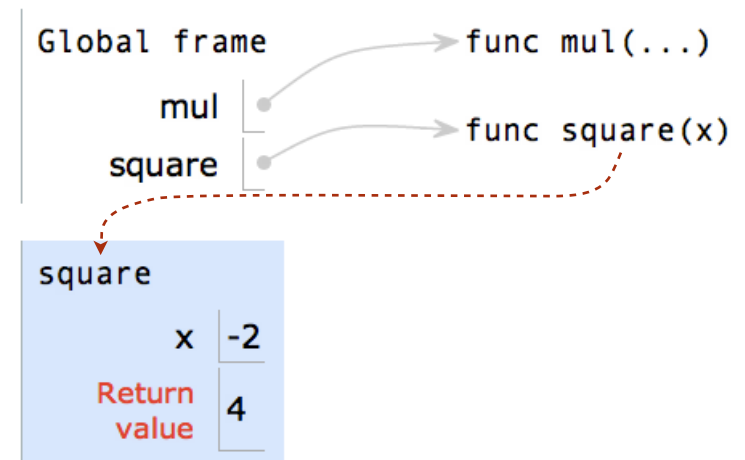 Global frame
func mul(...)
mul
func square(x)
square
square
x -2
Return
value
4